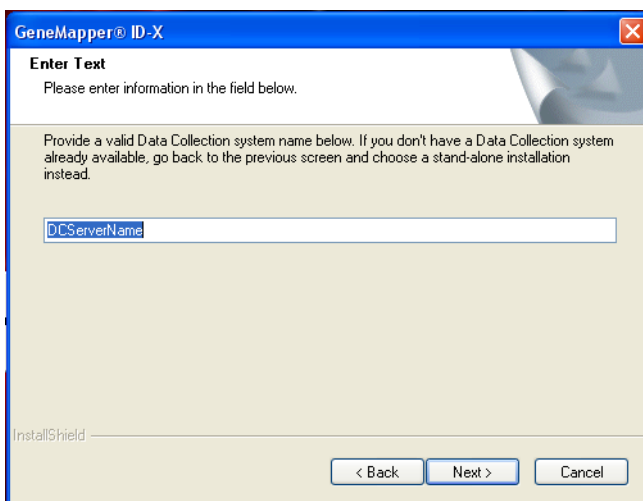 GeneMapper® ID-X
Enter Text
Please enter information in the field below.
Provide a valid Data Collection system name below. If you don't have a Data Collection system
already available, go back to the previous screen and choose a stand-alone installation
instead.
DCServerName
InstallShield
< Back Next > Cancel